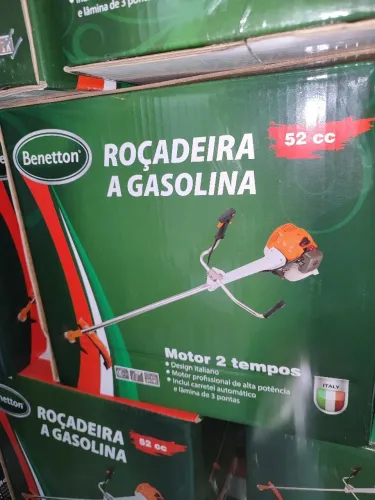 e lâmina de 3 pontas
Benetton
ROÇADEIRA
A GASOLINA
52 cc
Motor 2 tempos
• Design Italiano
• Motor profissional de alta potência
• Inclui carretel automático
e lâmina de 3 pontas
ITALY
Benetton
ROÇADEIRA
A GASOLINA
52 cc